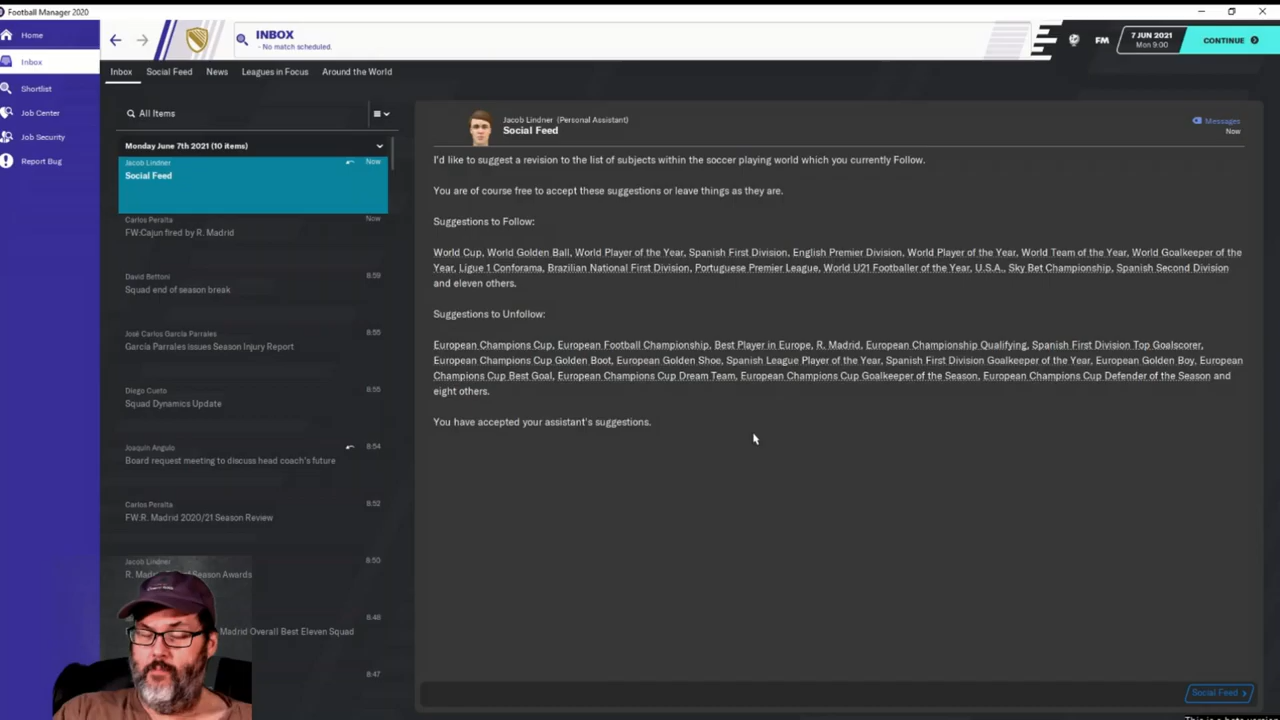 Football Manager 2020
Home
Inbox
Shortlist
Job Center
Job Security
Report Bug
INBOX
- No match scheduled.
FM
7 JUN 2021
Mon 9:00
CONTINUE
Inbox
Social Feed
News
Leagues in Focus
Around the World
All Items
Monday June 7th 2021 (10 items)
Jacob Lindner
Now
Social Feed
Carlos Peralta
Now
FW:Cajun fired by R. Madrid
David Bettoni
8:59
Squad end of season break
José Carlos García Parrales
8:55
García Parrales issues Season Injury Report
Diego Cueto
8:55
Squad Dynamics Update
Joaquín Angulo
8:54
Board request meeting to discuss head coach's future
Carlos Peralta
8:52
FW:R. Madrid 2020/21 Season Review
Jacob Lindner
8:50
R. Madrid Season Awards
8:48
Madrid Overall Best Eleven Squad
8:47
Jacob Lindner (Personal Assistant)
Social Feed
Messages
Now
I'd like to suggest a revision to the list of subjects within the soccer playing world which you currently Follow.
You are of course free to accept these suggestions or leave things as they are.
Suggestions to Follow:
World Cup, World Golden Ball, World Player of the Year, Spanish First Division, English Premier Division, World Player of the Year, World Team of the Year, World Goalkeeper of the
Year, Ligue 1 Conforama, Brazilian National First Division, Portuguese Premier League, World U21 Footballer of the Year, U.S.A., Sky Bet Championship, Spanish Second Division
and eleven others.
Suggestions to Unfollow:
European Champions Cup, European Football Championship, Best Player in Europe, R. Madrid, European Championship Qualifying, Spanish First Division Top Goalscorer,
European Champions Cup Golden Boot, European Golden Shoe, Spanish League Player of the Year, Spanish First Division Goalkeeper of the Year, European Golden Boy, European
Champions Cup Best Goal, European Champions Cup Dream Team, European Champions Cup Goalkeeper of the Season, European Champions Cup Defender of the Season and
eight others.
You have accepted your assistant's suggestions.
Social Feed >